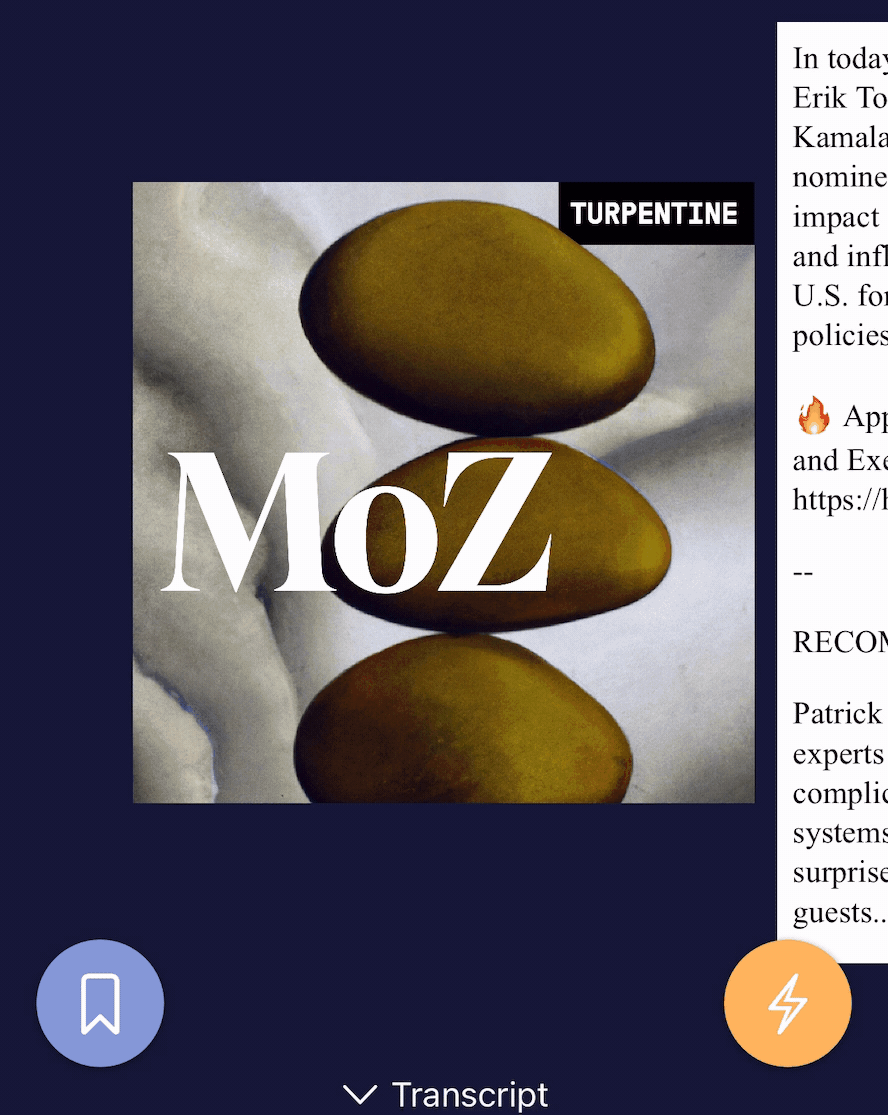 TURPENTINE
MoZ
In today
Erik To
Kamala
nomine
impact
and infl
U.S. for
policies
🔥 App
and Exe
https://h
--
RECOM
Patrick
experts
complic
systems
surprise
guests...
Transcript